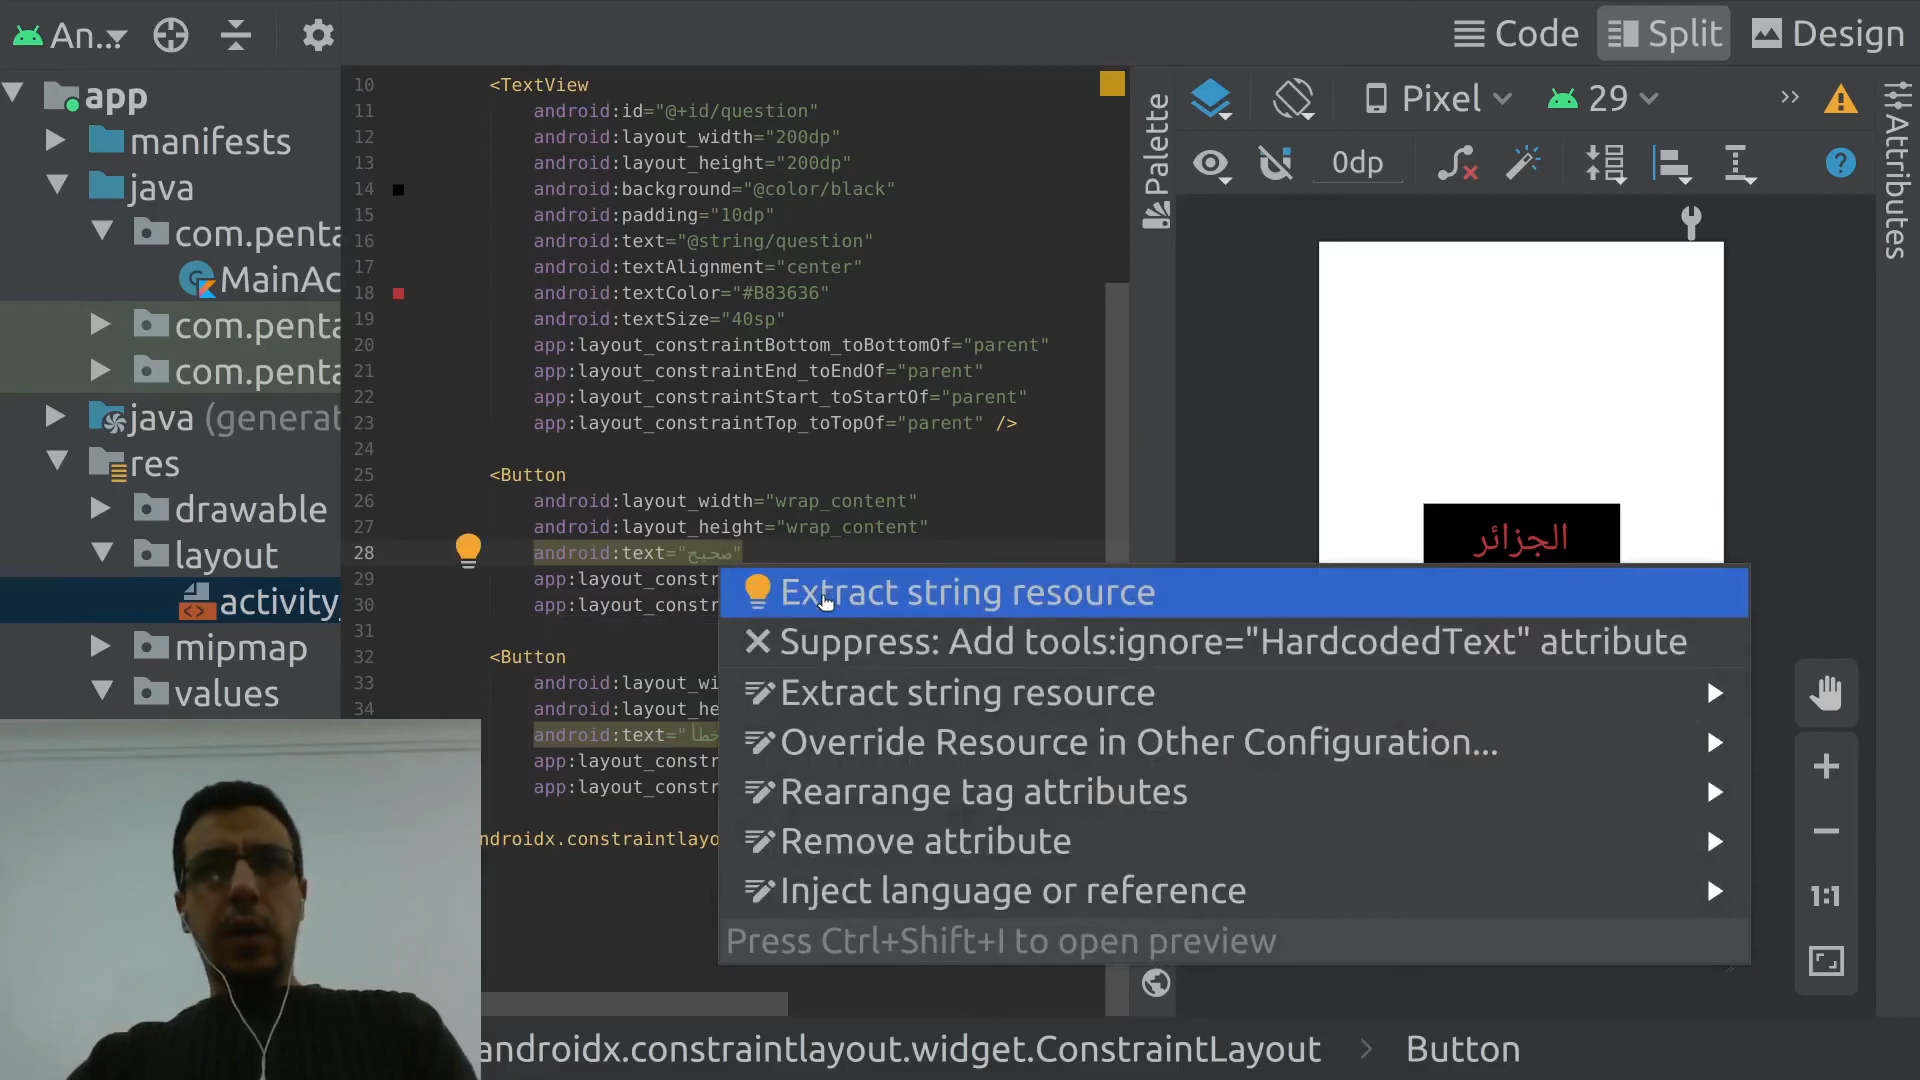 An...
Code
Split
Design
app
manifests
java
com.penta
MainAc
com.penta
com.penta
java (generat
res
drawable
layout
activity_
mipmap
values
10 <TextView
11 android:id="@+id/question"
12 android:layout_width="200dp"
13 android:layout_height="200dp"
14 android:background="@color/black"
15 android:padding="10dp"
16 android:text="@string/question"
17 android:textAlignment="center"
18 android:textColor="#B83636"
19 android:textSize="40sp"
20 app:layout_constraintBottom_toBottomOf="parent"
21 app:layout_constraintEnd_toEndOf="parent"
22 app:layout_constraintStart_toStartOf="parent"
23 app:layout_constraintTop_toTopOf="parent" />
24
25 <Button
26 android:layout_width="wrap_content"
27 android:layout_height="wrap_content"
28 android:text="صحيح"
29 app:layout_constr
30 app:layout_constr
31
32 <Button
33 android:layout_wi
34 android:layout_he
android:text="خطأ
app:layout_constr
app:layout_constr
ndroidx.constraintlayo
Extract string resource
Suppress: Add tools:ignore="HardcodedText" attribute
Extract string resource
Override Resource in Other Configuration...
Rearrange tag attributes
Remove attribute
Inject language or reference
Press Ctrl+Shift+I to open preview
Palette
Pixel
29
0dp
Attributes
الجزائر
1:1
androidx.constraintlayout.widget.ConstraintLayout > Button